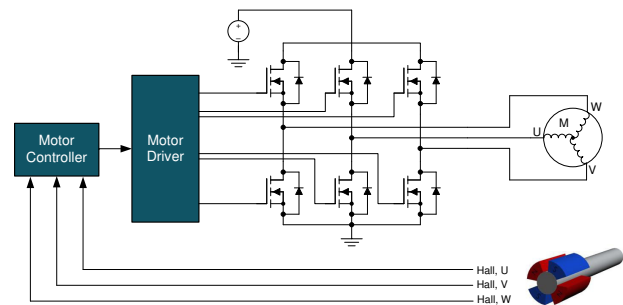 +
-
Motor
Controller
Motor
Driver
W
M
U
V
Hall, U
Hall, V
Hall, W